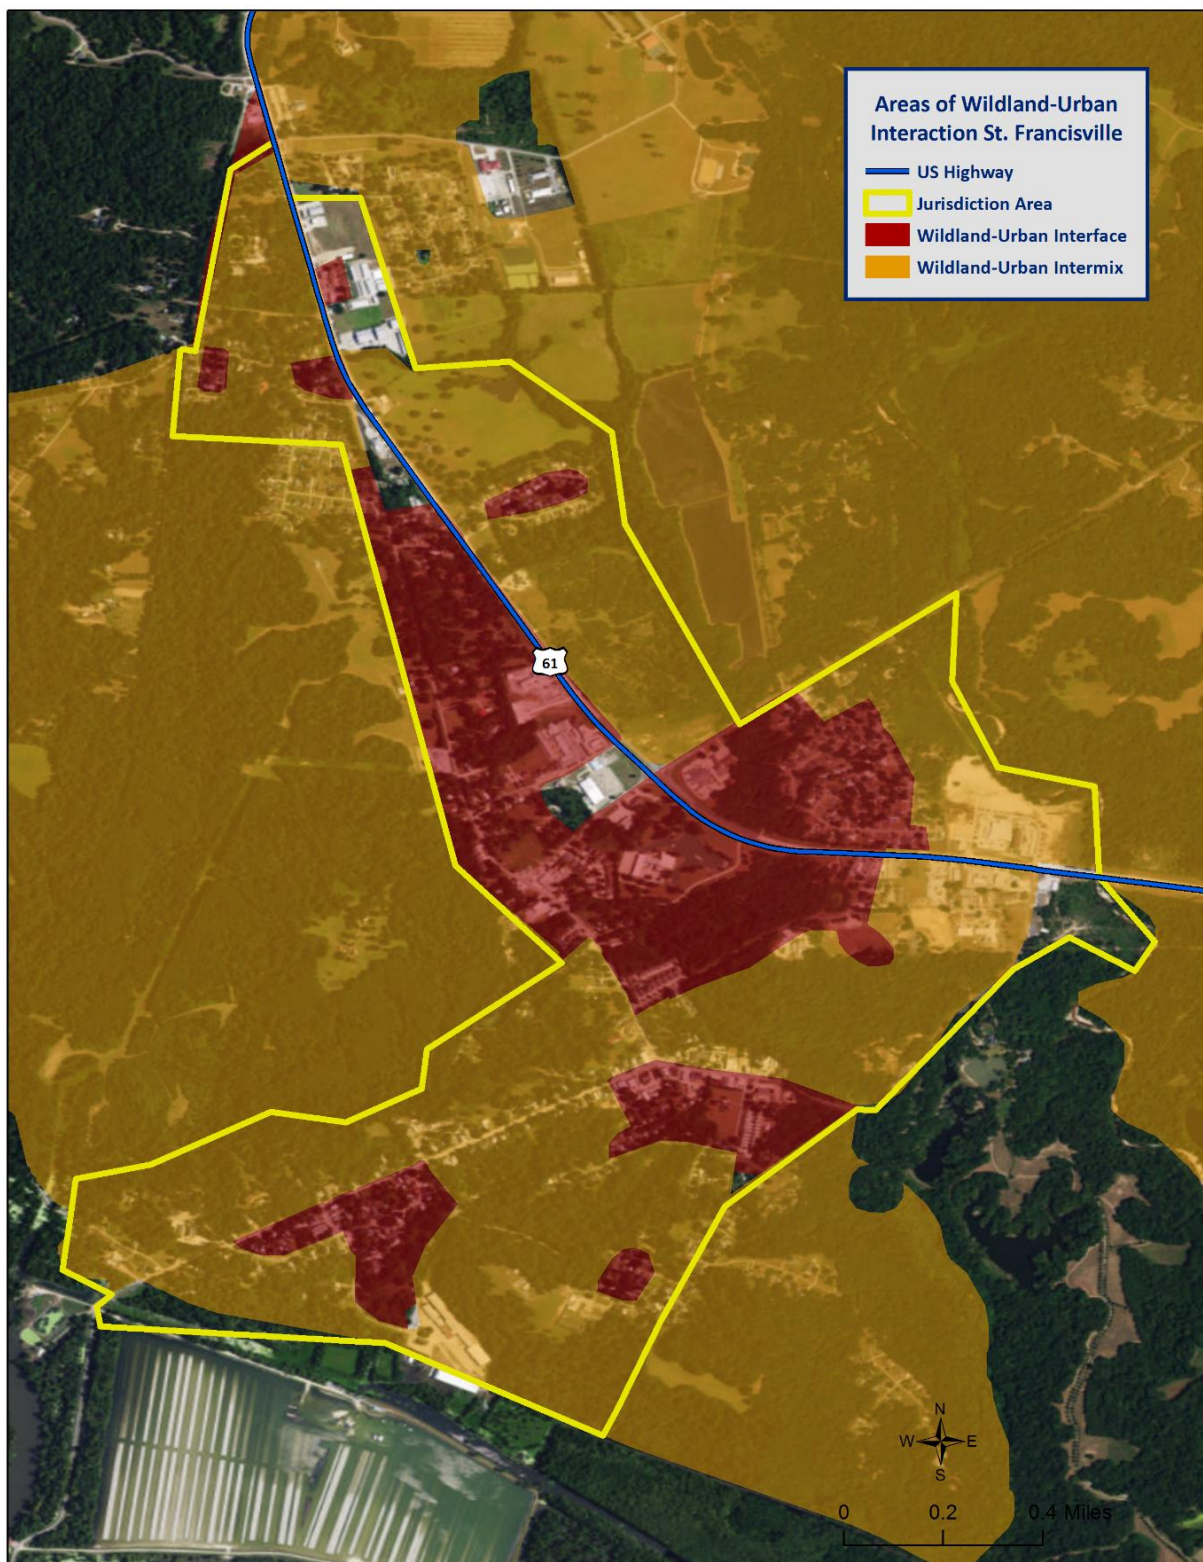 Areas of Wildland-Urban
Interaction St. Francisville
US Highway
Jurisdiction Area
Wildland-Urban Interface
Wildland-Urban Intermix
61
N
W E
S
0 0.2 0.4 Miles